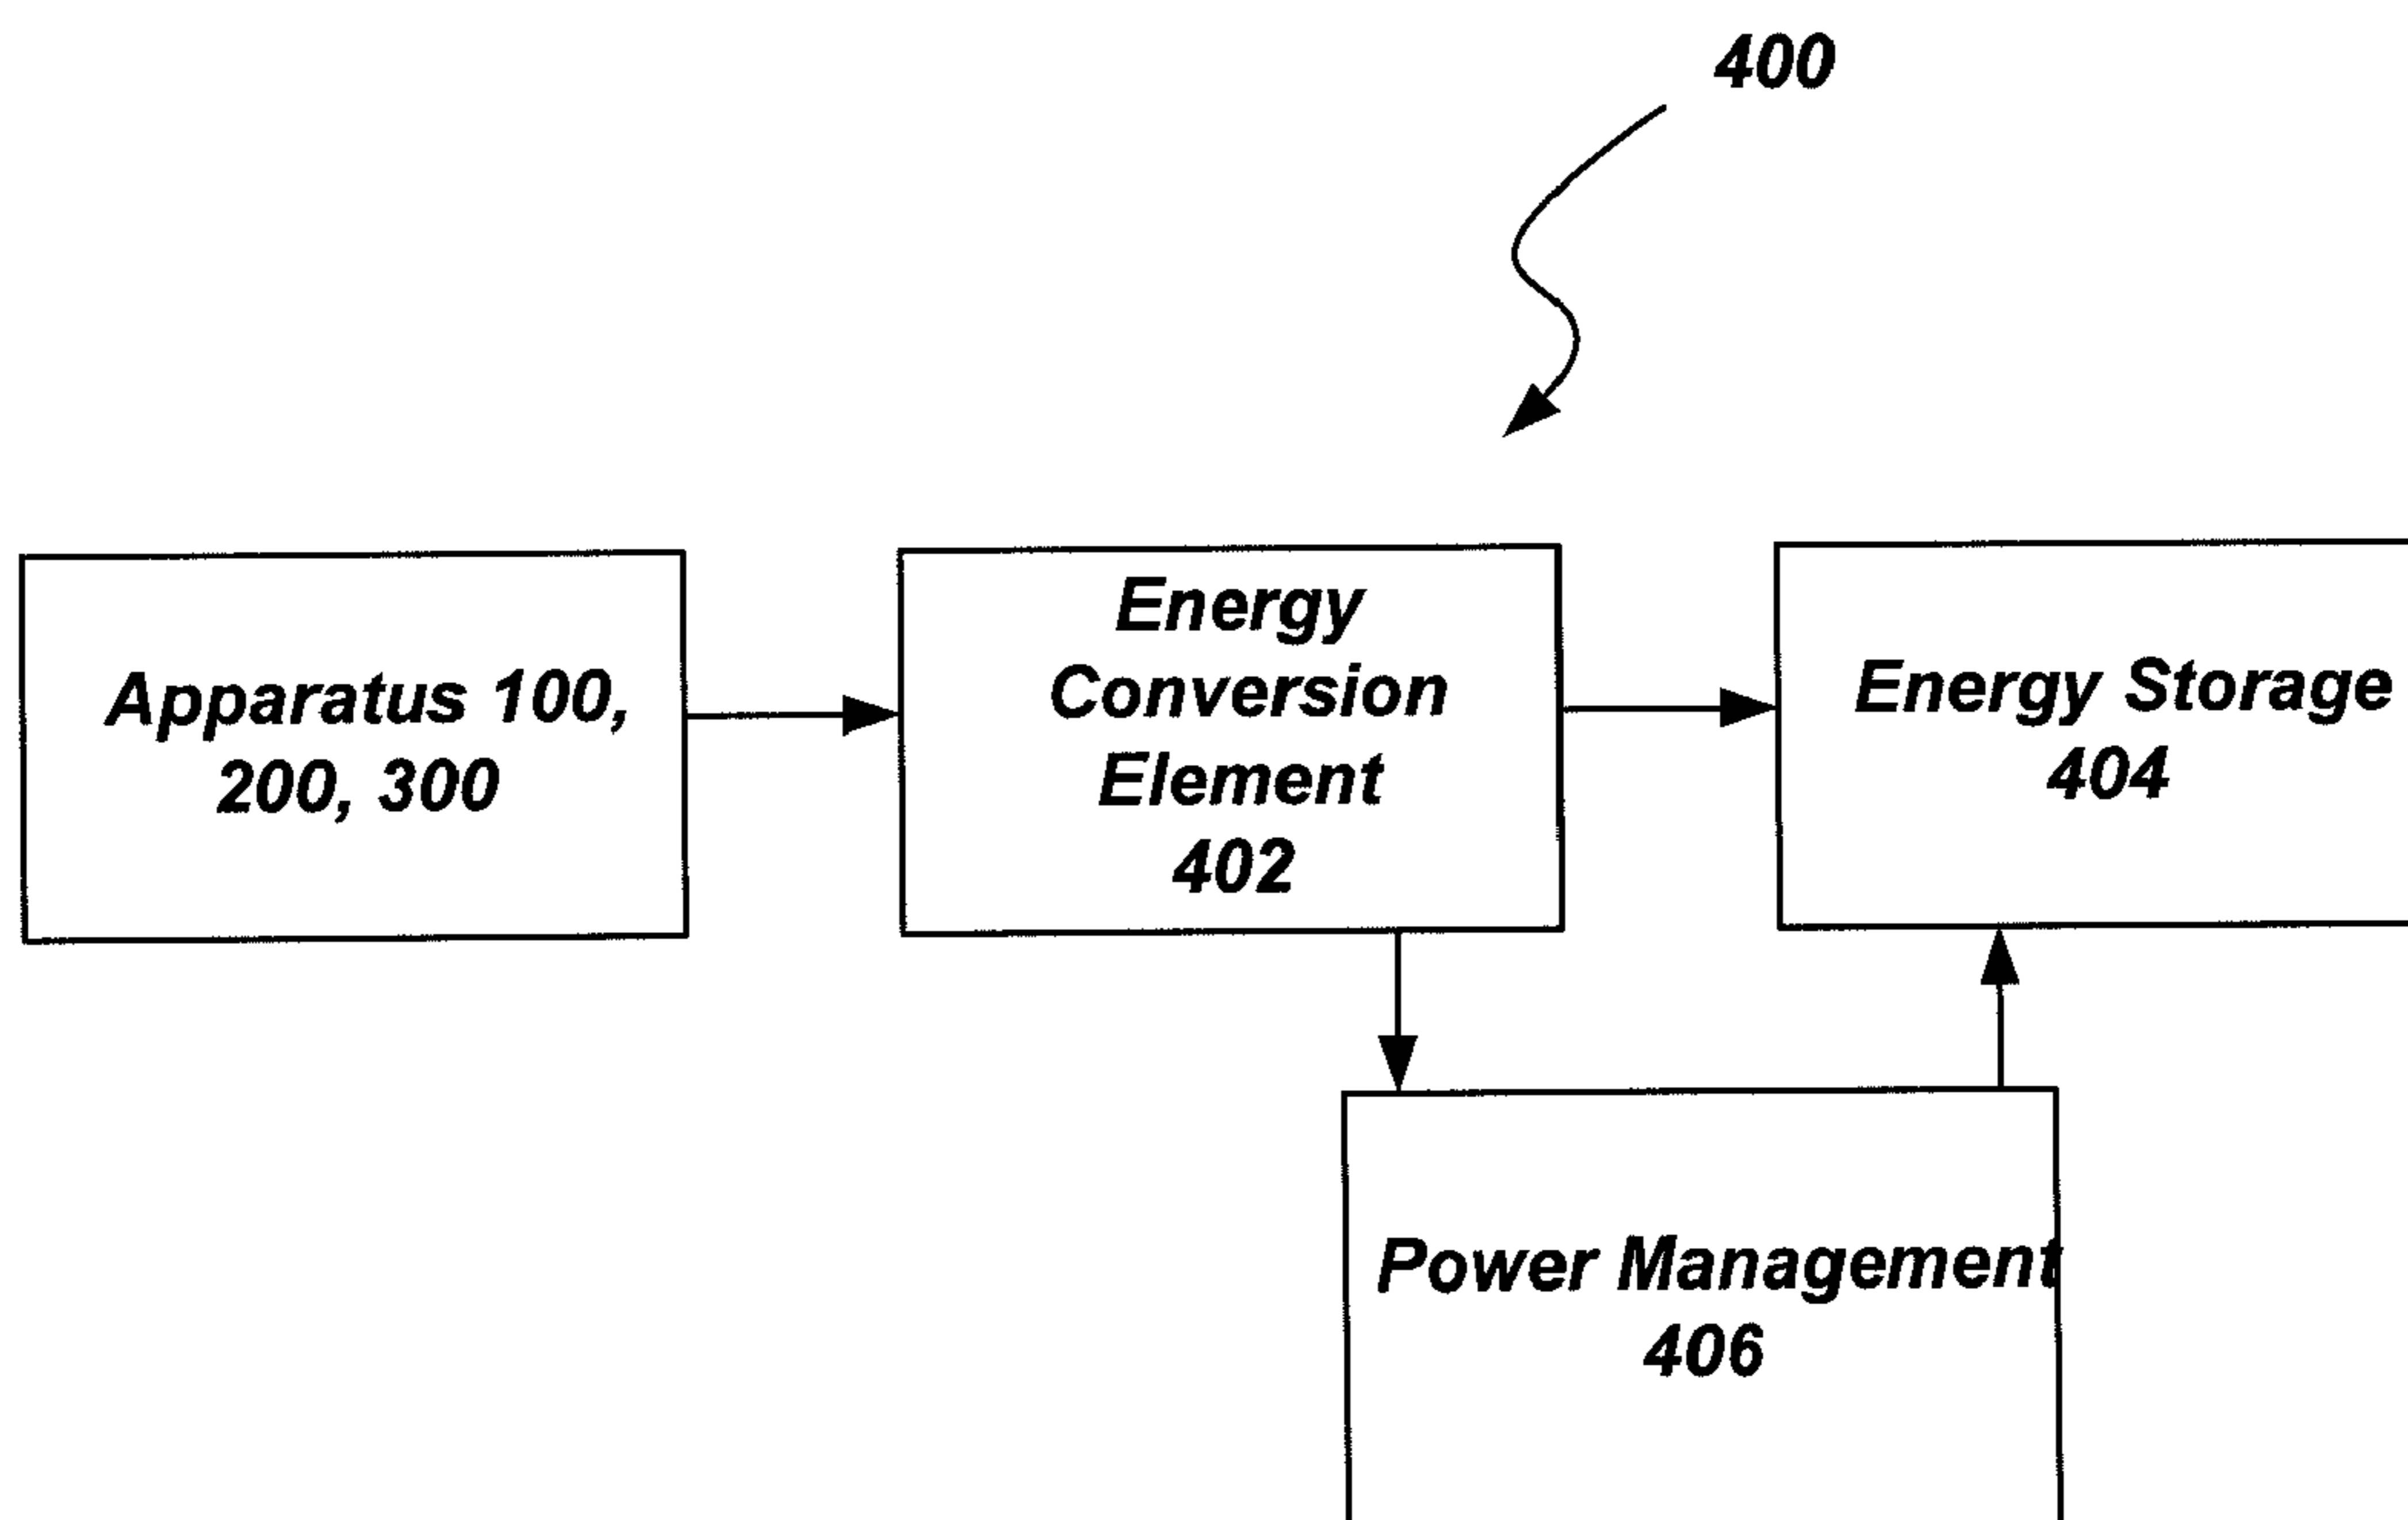 400
Apparatus 100,
200, 300
Energy
Conversion
Element
402
Energy Storage
404
Power Management
406